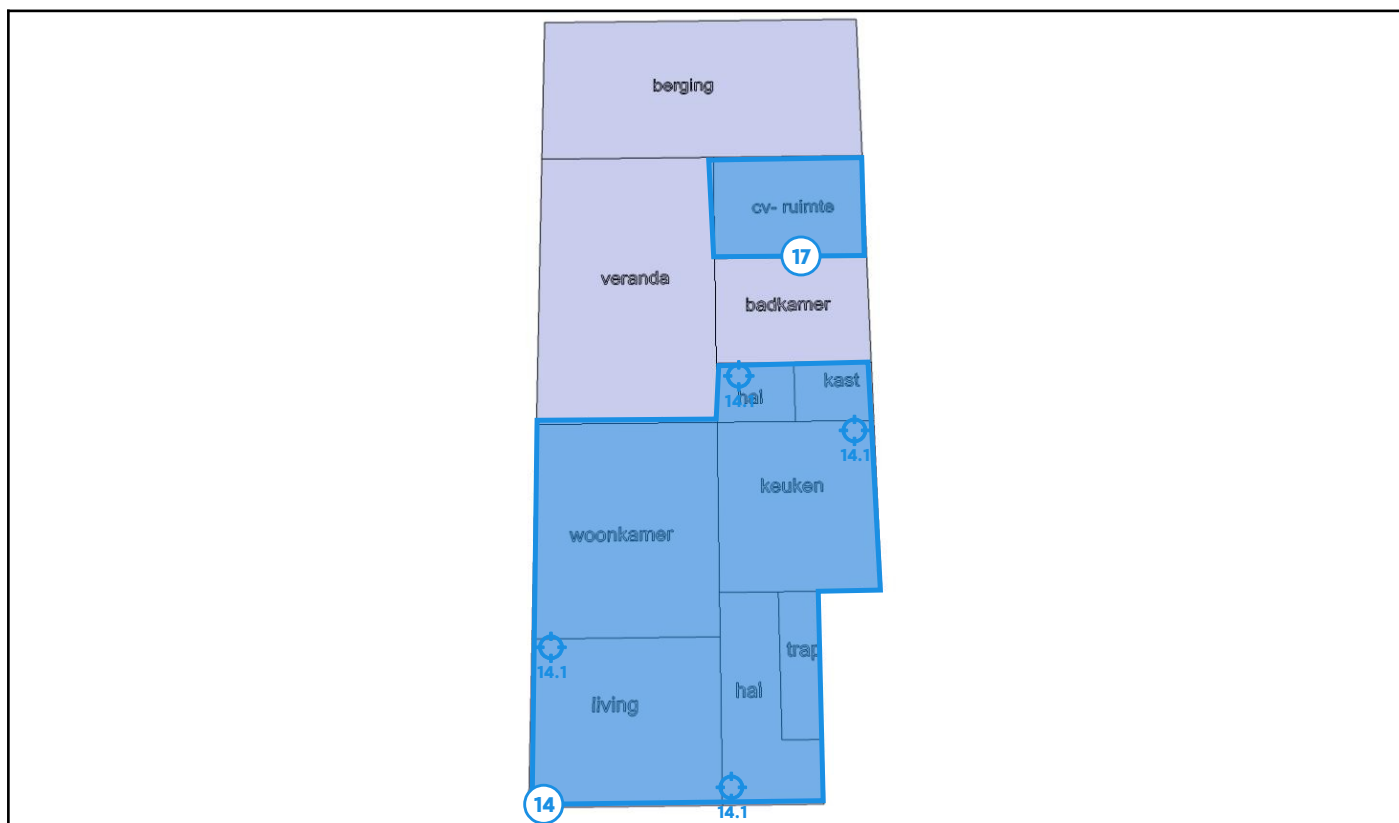 berging
cv- ruimte
17
veranda
badkamer
kast
hal
14.1
14.1
keuken
woonkamer
trap
14.1
hal
living
14
14.1